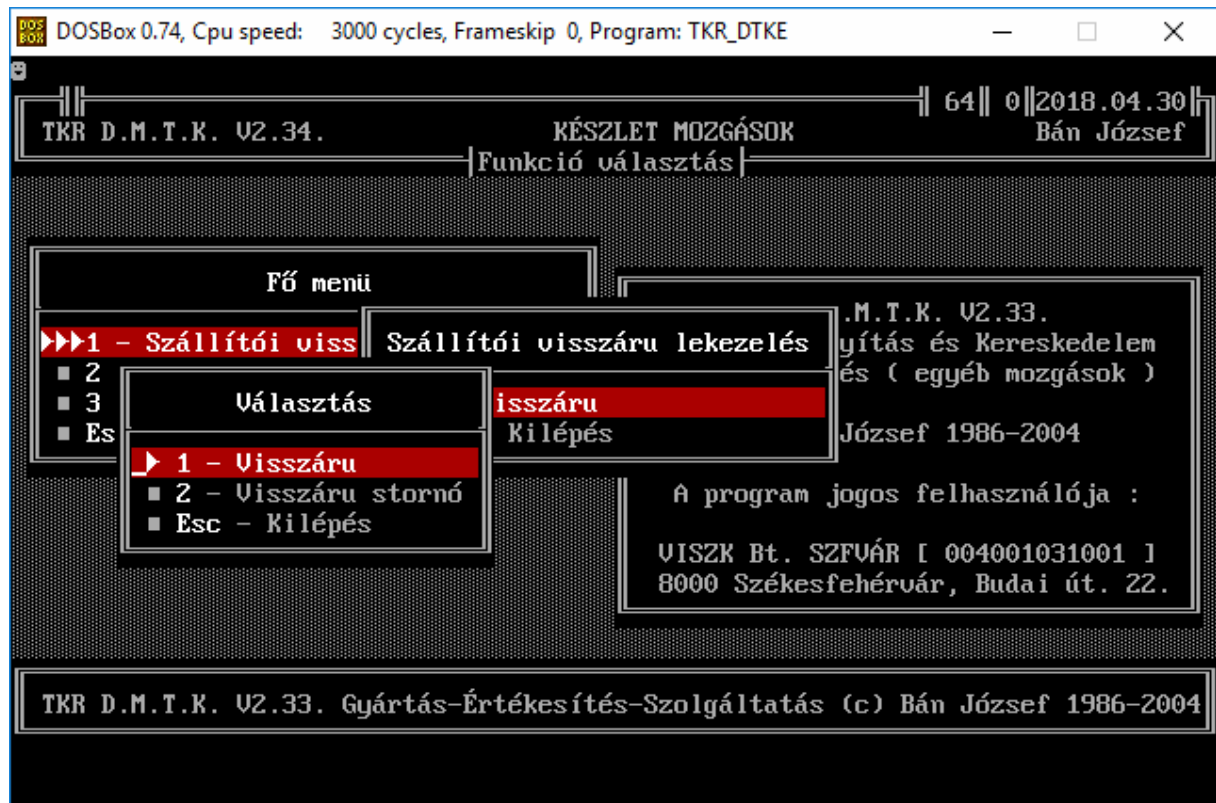 DOSBox 0.74, Cpu speed: 3000 cycles, Frameskip 0, Program: TKR_DTKE
64 0 2018.04.30
TKR D.M.T.K. V2.34. KÉSZLET MOZGÁSOK Bán József
Funkció választás
Fő menü
1 - Szállítói viss
2
3
Es
Szállítói visszáru lekezelés
isszáru
Kilépés
Választás
1 - Visszáru
2 - Visszáru stornó
Esc - Kilépés
.M.T.K. V2.33.
yítás és Kereskedelem
és ( egyéb mozgások )
József 1986-2004
A program jogos felhasználója :
VISZK Bt. SZFVÁR [ 004001031001 ]
8000 Székesfehérvár, Budai út. 22.
TKR D.M.T.K. V2.33. Gyártás-Értékesítés-Szolgáltatás (c) Bán József 1986-2004